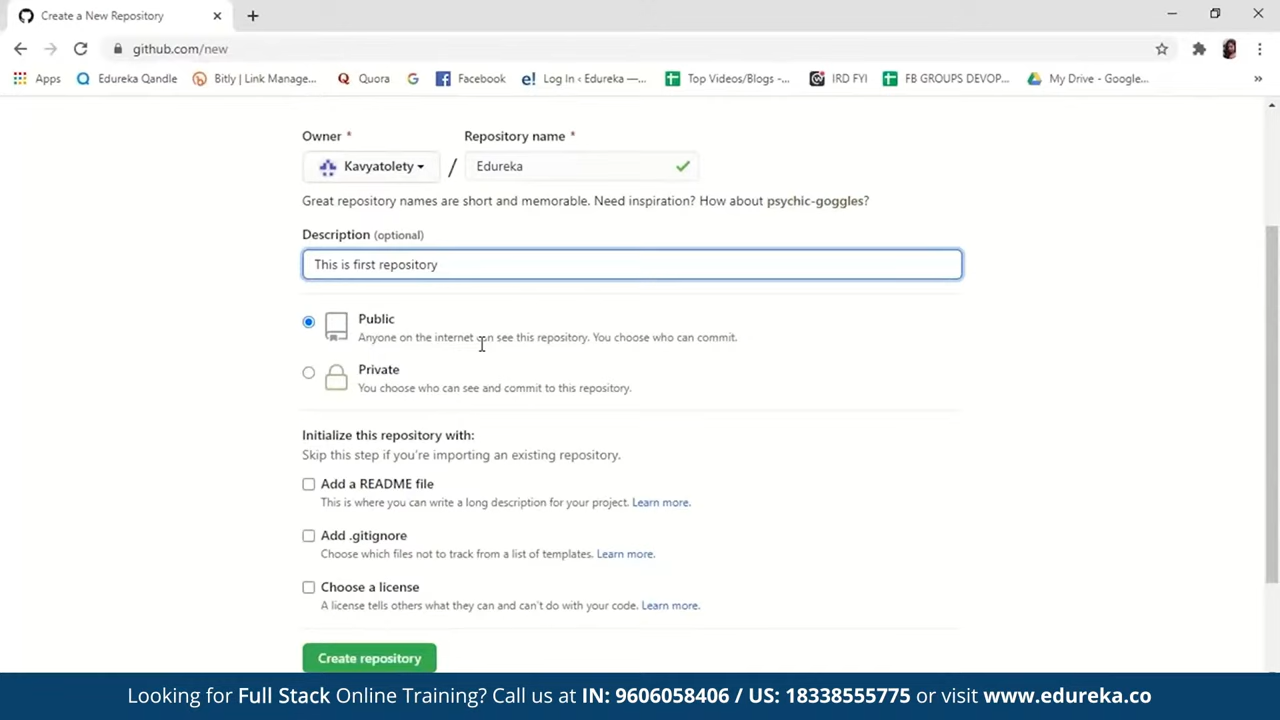 Create a New Repository
github.com/new
Apps Edureka Qandle Bitly | Link Manage... Quora Facebook Log In ‹ Edureka —... Top Videos/Blogs -... IRD FYI FB GROUPS DEVOP... My Drive - Google... »
Owner * Repository name *
Kavyatolety / Edureka
Great repository names are short and memorable. Need inspiration? How about psychic-goggles?
Description (optional)
This is first repository
Public
Anyone on the internet can see this repository. You choose who can commit.
Private
You choose who can see and commit to this repository.
Initialize this repository with:
Skip this step if you're importing an existing repository.
Add a README file
This is where you can write a long description for your project. Learn more.
Add .gitignore
Choose which files not to track from a list of templates. Learn more.
Choose a license
A license tells others what they can and can't do with your code. Learn more.
Create repository
Looking for Full Stack Online Training? Call us at IN: 9606058406 / US: 18338555775 or visit www.edureka.co